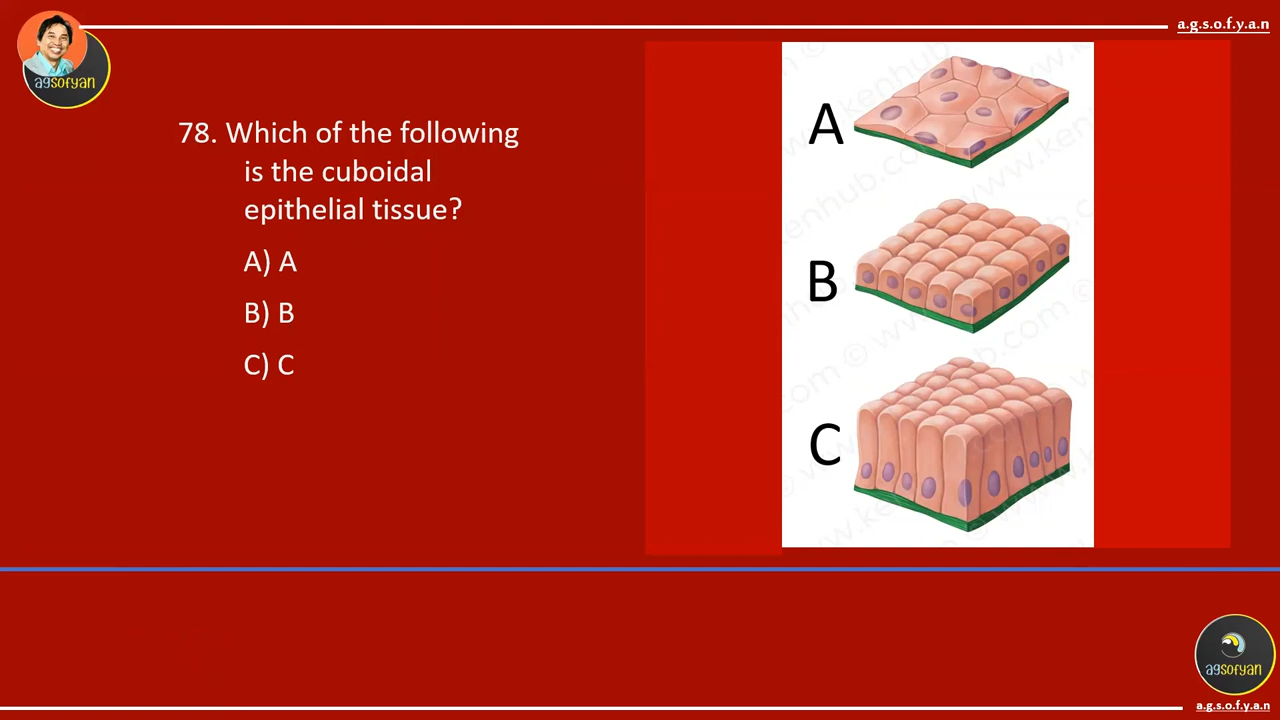 a.g.s.o.f.y.a.n
agsofyan
78. Which of the following
is the cuboidal
epithelial tissue?
A) A
B) B
C) C
A
B
C
agsofyan
a.g.s.o.f.y.a.n